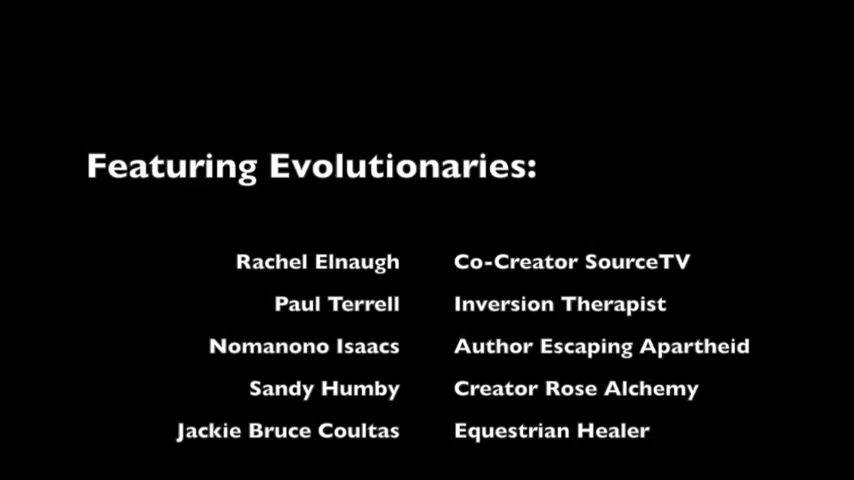 Featuring Evolutionaries:
Rachel Elnaugh Co-Creator SourceTV
Paul Terrell Inversion Therapist
Nomanono Isaacs Author Escaping Apartheid
Sandy Humby Creator Rose Alchemy
Jackie Bruce Coultas Equestrian Healer